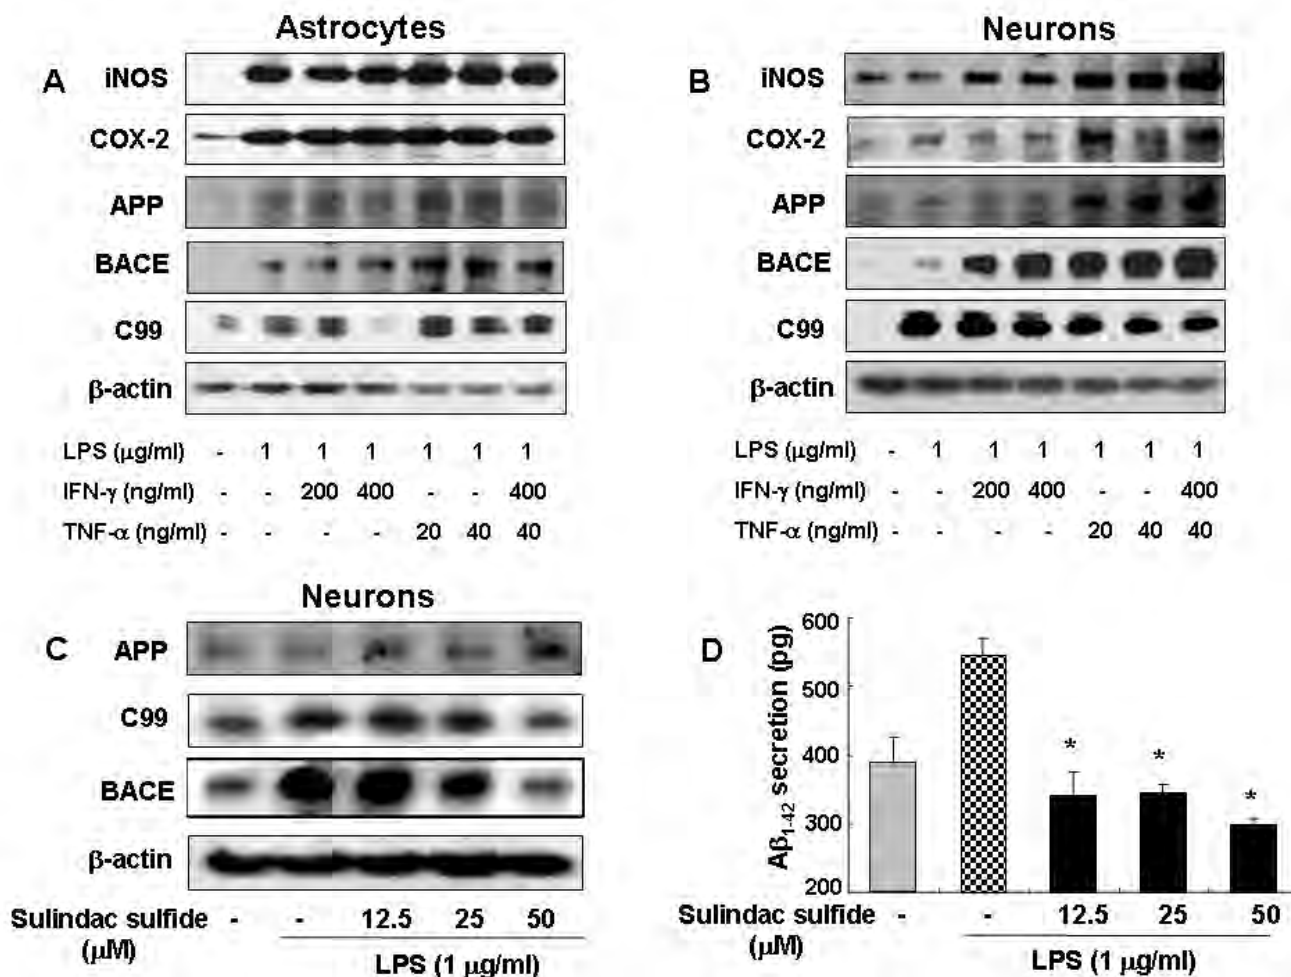 Astrocytes
A
iNOS
COX-2
APP
BACE
C99
β-actin
LPS (μg/ml) - 1 1 1 1 1 1
IFN-γ (ng/ml) - - 200 400 - - 400
TNF-α (ng/ml) - - - - 20 40 40
Neurons
B
iNOS
COX-2
APP
BACE
C99
β-actin
LPS (μg/ml) - 1 1 1 1 1 1
IFN-γ (ng/ml) - - 200 400 - - 400
TNF-α (ng/ml) - - - - 20 40 40
Neurons
C
APP
C99
BACE
β-actin
Sulindac sulfide - - 12.5 25 50
(μM)
LPS (1 μg/ml)
D
Aβ1-42 secretion (pg)
600
500
400
300
200
* * *
Sulindac sulfide - - 12.5 25 50
(μM)
LPS (1 μg/ml)